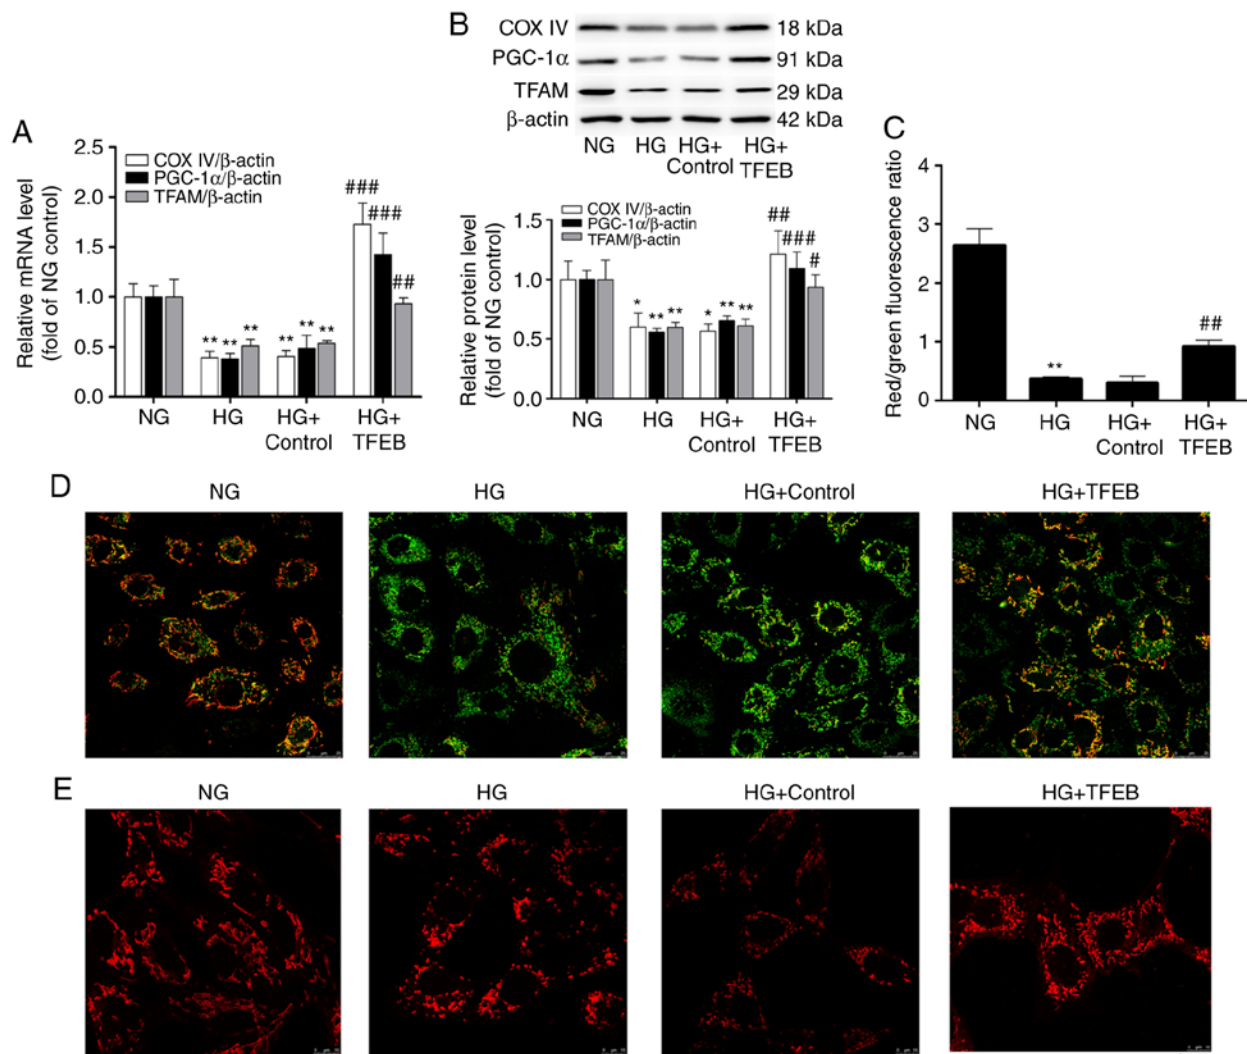 B
COX IV 18 kDa
PGC-1α 91 kDa
TFAM 29 kDa
β-actin 42 kDa
NG HG HG+ Control HG+ TFEB
A
Relative mRNA level
(fold of NG control)
2.5
2.0
1.5
1.0
0.5
0.0
COX IV/β-actin
PGC-1α/β-actin
TFAM/β-actin
** ** ** ** ** ** ### ### ##
NG HG HG+ Control HG+ TFEB
Relative protein level
(fold of NG control)
1.5
1.0
0.5
0.0
COX IV/β-actin
PGC-1α/β-actin
TFAM/β-actin
* ** ** * ** ** ## ### #
NG HG HG+ Control HG+ TFEB
C
Red/green fluorescence ratio
4
3
2
1
0
** ##
NG HG HG+ Control HG+ TFEB
D
NG HG HG+Control HG+TFEB
E
NG HG HG+Control HG+TFEB